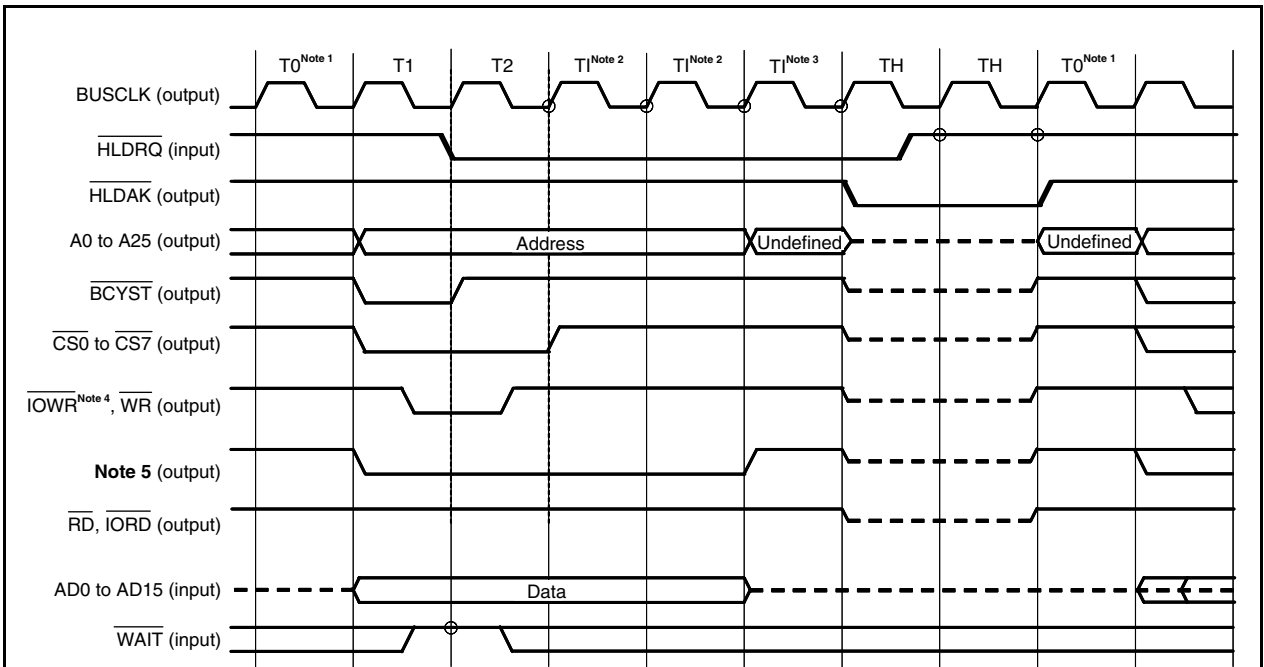 T0Note 1 T1 T2 TINote 2 TINote 2 TINote 3 TH TH T0Note 1
BUSCLK (output)
HLDRQ (input)
HLDAK (output)
A0 to A25 (output) Address Undefined Undefined
BCYST (output)
CS0 to CS7 (output)
IOWRNote 4, WR (output)
Note 5 (output)
RD, IORD (output)
AD0 to AD15 (input) Data
WAIT (input)